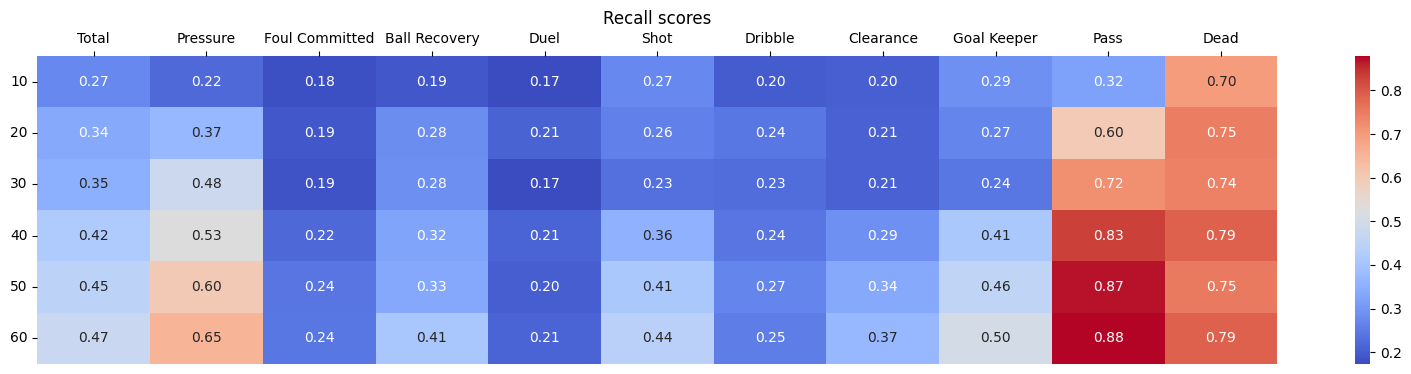 Recall scores
Total Pressure Foul Committed Ball Recovery Duel Shot Dribble Clearance Goal Keeper Pass Dead
10 0.27 0.22 0.18 0.19 0.17 0.27 0.20 0.20 0.29 0.32 0.70
20 0.34 0.37 0.19 0.28 0.21 0.26 0.24 0.21 0.27 0.60 0.75
30 0.35 0.48 0.19 0.28 0.17 0.23 0.23 0.21 0.24 0.72 0.74
40 0.42 0.53 0.22 0.32 0.21 0.36 0.24 0.29 0.41 0.83 0.79
50 0.45 0.60 0.24 0.33 0.20 0.41 0.27 0.34 0.46 0.87 0.75
60 0.47 0.65 0.24 0.41 0.21 0.44 0.25 0.37 0.50 0.88 0.79
0.8
0.7
0.6
0.5
0.4
0.3
0.2